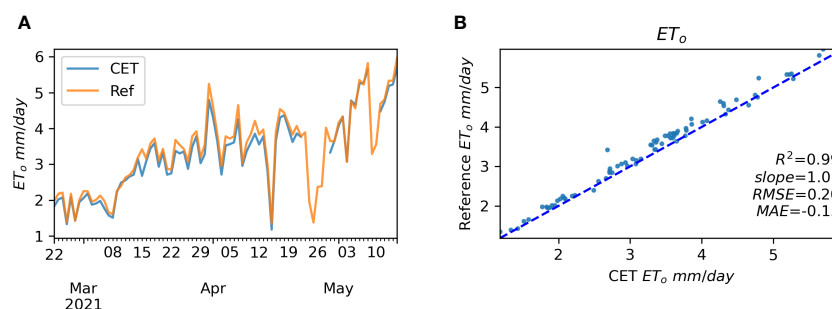 A
6
5
4
3
2
1
ETo mm/day
CET
Ref
22 08 15 22 29 05 12 19 26 03 10
Mar Apr May
2021
B
ETo
5
4
3
2
Reference ETo mm/day
R²=0.99
slope=1.0
RMSE=0.20
MAE=-0.1
2 3 4 5
CET ETo mm/day